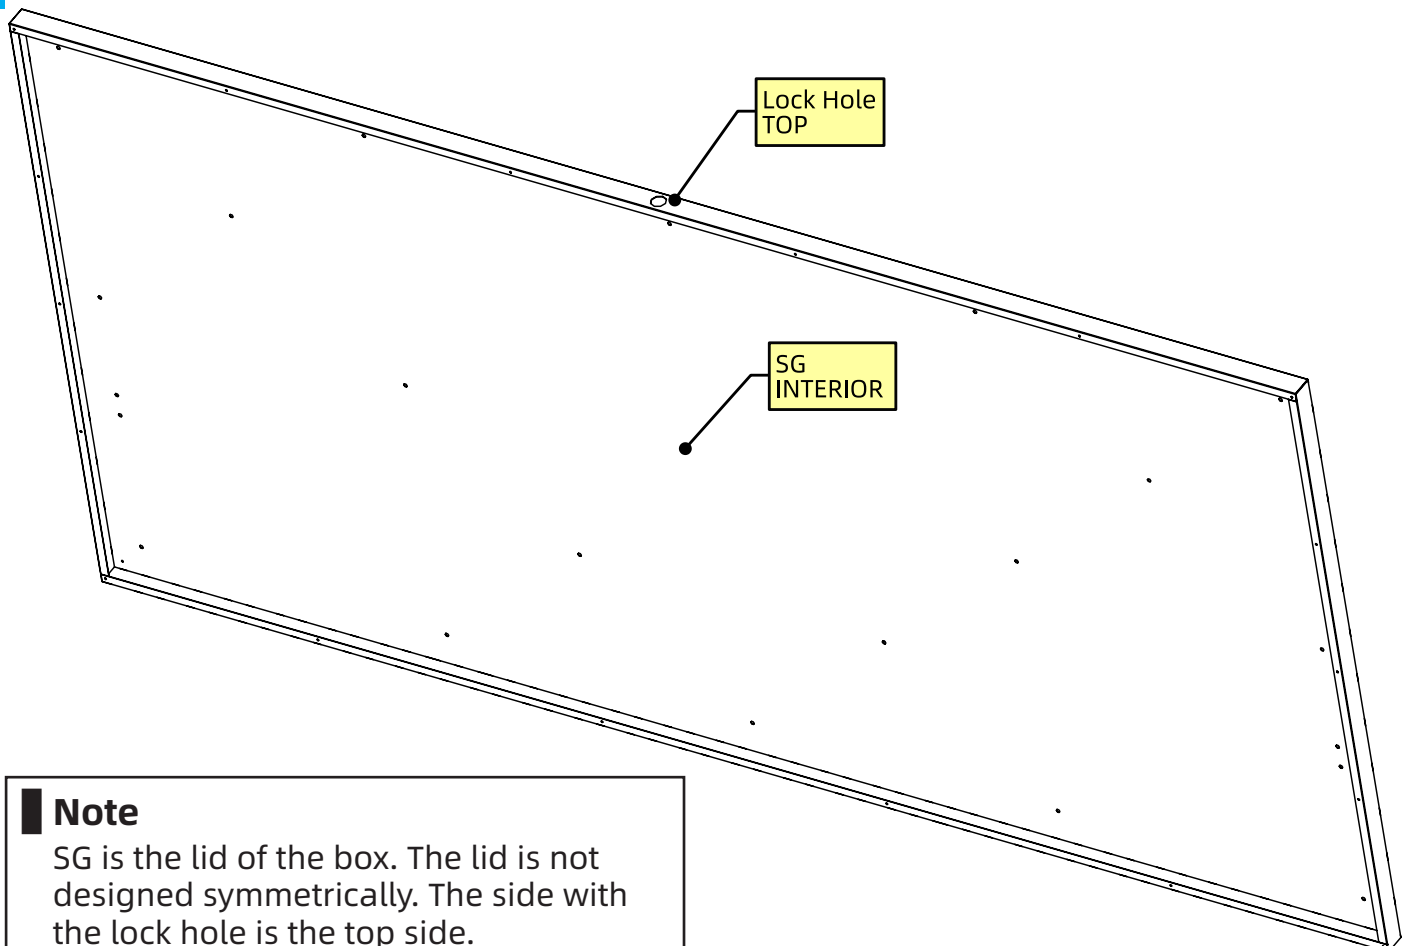 Lock Hole
TOP
SG
INTERIOR
Note
SG is the lid of the box. The lid is not
designed symmetrically. The side with
the lock hole is the top side.